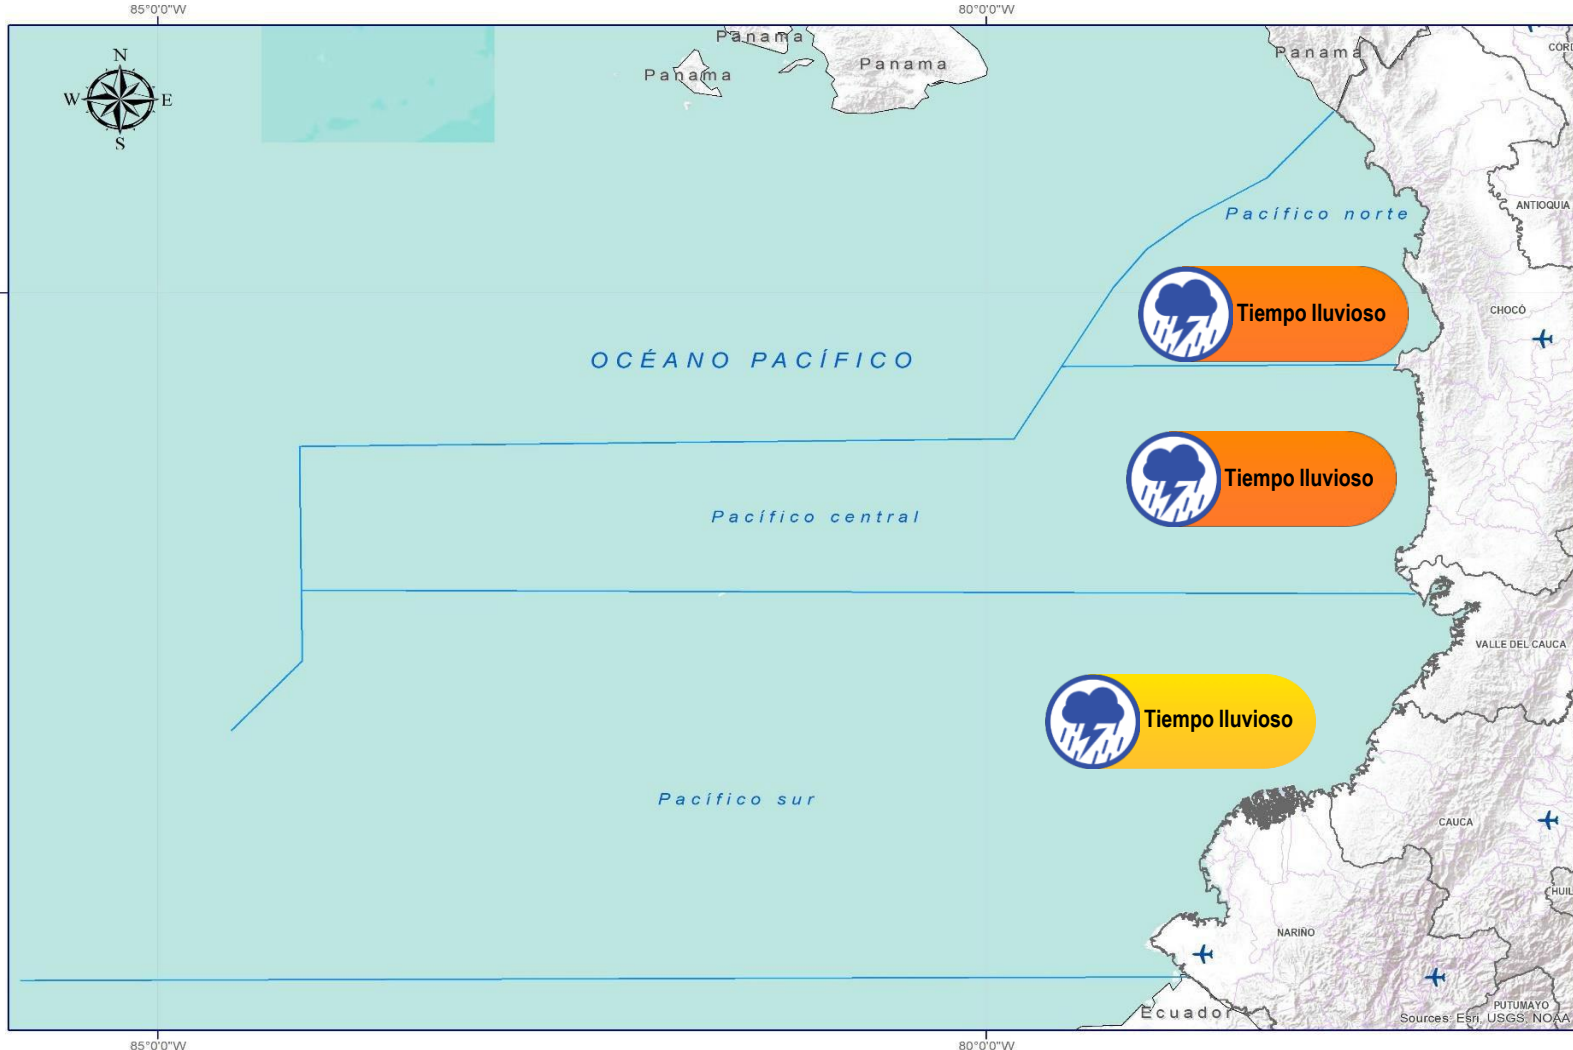 85°0'0"W
80°0'0"W
N
W
E
S
Panama
Panama
Panama
Panama
ANTIOQUIA
Pacífico norte
CHOCÓ
Tiempo lluvioso
OCÉANO PACÍFICO
Tiempo lluvioso
Pacífico central
VALLE DEL CAUCA
Tiempo lluvioso
Pacífico sur
CAUCA
NARIÑO
PUTUMAYO
Ecuador
Sources: Esri, USGS, NOAA
85°0'0"W
80°0'0"W